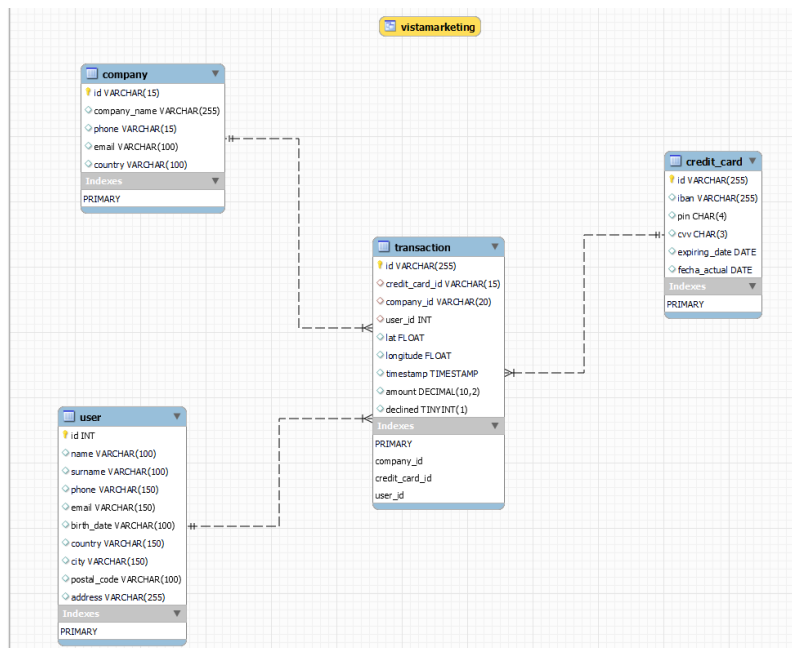 vistamarketing
company
id VARCHAR(15)
company_name VARCHAR(255)
phone VARCHAR(15)
email VARCHAR(100)
country VARCHAR(100)
Indexes
PRIMARY
credit_card
id VARCHAR(255)
iban VARCHAR(255)
pin CHAR(4)
cvv CHAR(3)
expiring_date DATE
fecha_actual DATE
Indexes
PRIMARY
transaction
id VARCHAR(255)
credit_card_id VARCHAR(15)
company_id VARCHAR(20)
user_id INT
lat FLOAT
longitude FLOAT
timestamp TIMESTAMP
amount DECIMAL(10,2)
declined TINYINT(1)
Indexes
PRIMARY
company_id
credit_card_id
user_id
user
id INT
name VARCHAR(100)
surname VARCHAR(100)
phone VARCHAR(150)
email VARCHAR(150)
birth_date VARCHAR(100)
country VARCHAR(150)
city VARCHAR(150)
postal_code VARCHAR(100)
address VARCHAR(255)
Indexes
PRIMARY